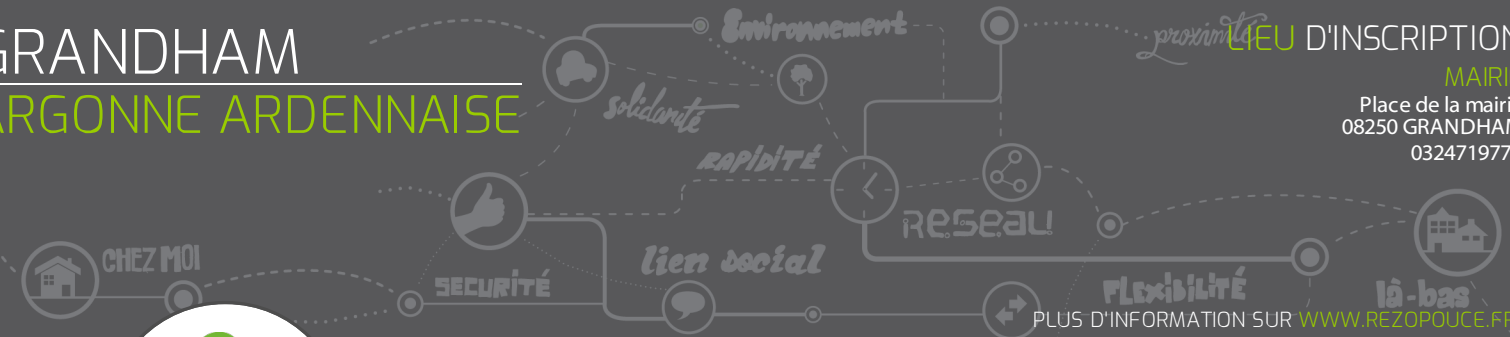 GRANDHAM
ARGONNE ARDENNAISE
LIEU D'INSCRIPTION
MAIRI
Place de la mairi
08250 GRANDHAM
032471977
Environnement
proximité
solidarité
RAPIDITÉ
RESEAU
CHEZ MOI
lien social
SECURITÉ
FLEXIBILITÉ
là-bas
PLUS D'INFORMATION SUR WWW.REZOPOUCE.FR